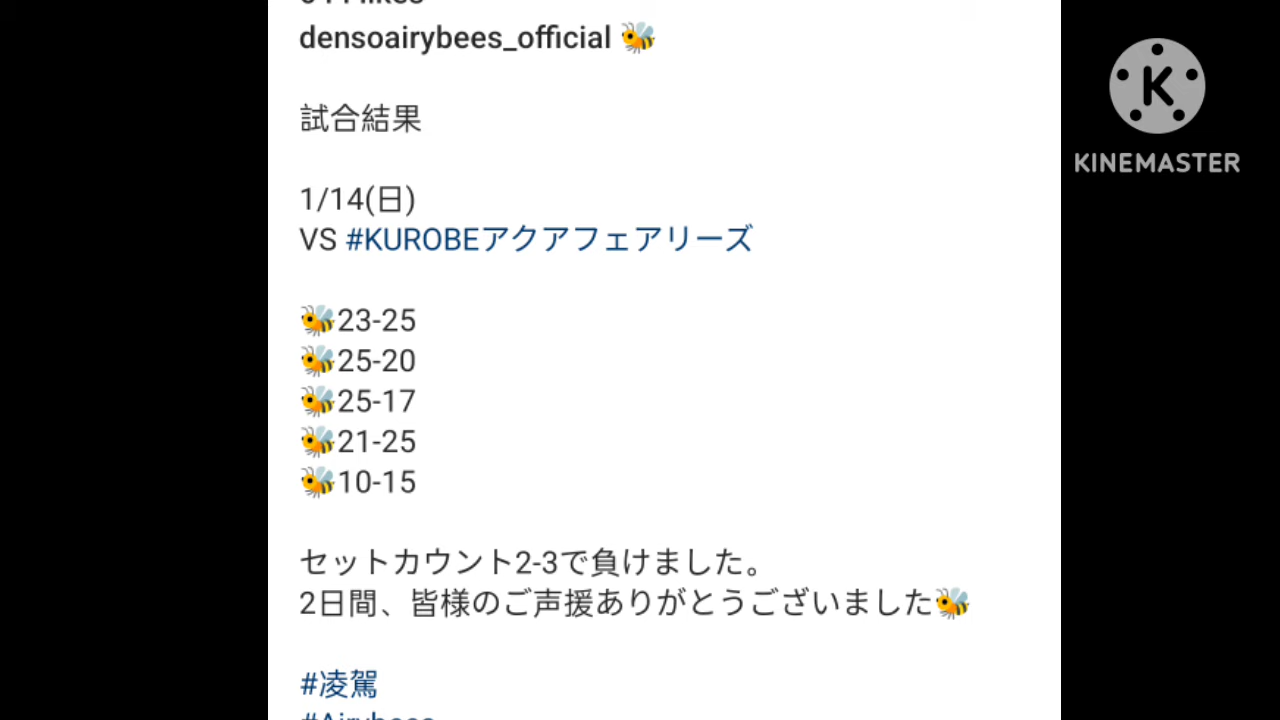 densoairybees_official 🐝
試合結果
1/14(日)
VS #KUROBEアクアフェアリーズ
🐝23-25
🐝25-20
🐝25-17
🐝21-25
🐝10-15
セットカウント2-3で負けました。
2日間、皆様のご声援ありがとうございました🐝
#凌駕
#Airybees
KINEMASTER